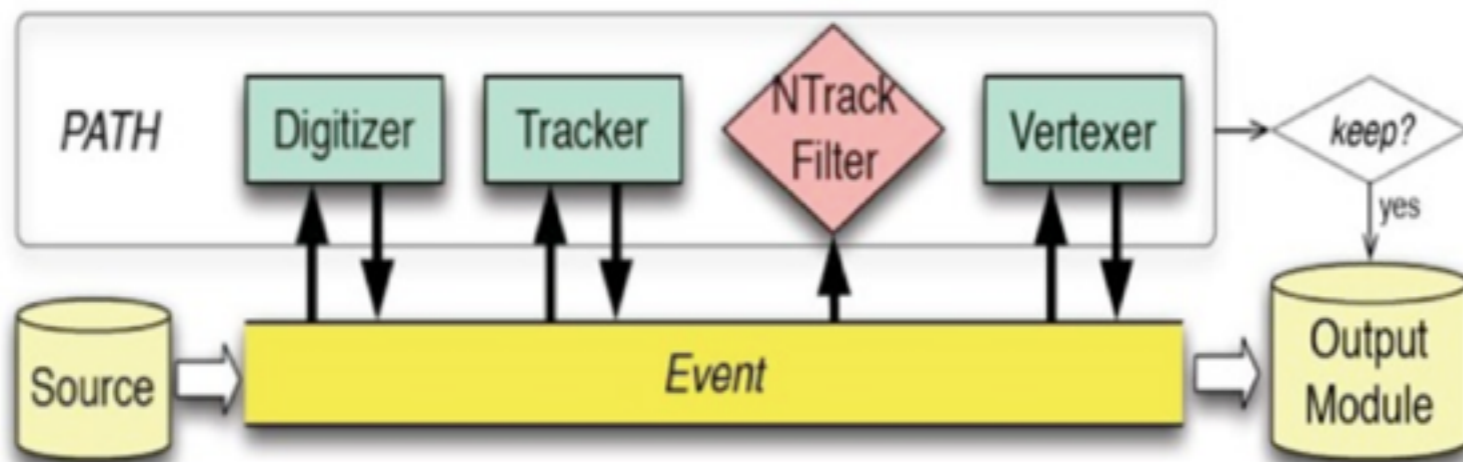 PATH
Digitizer
Tracker
NTrack
Filter
Vertexer
keep?
yes
Source
Event
Output
Module